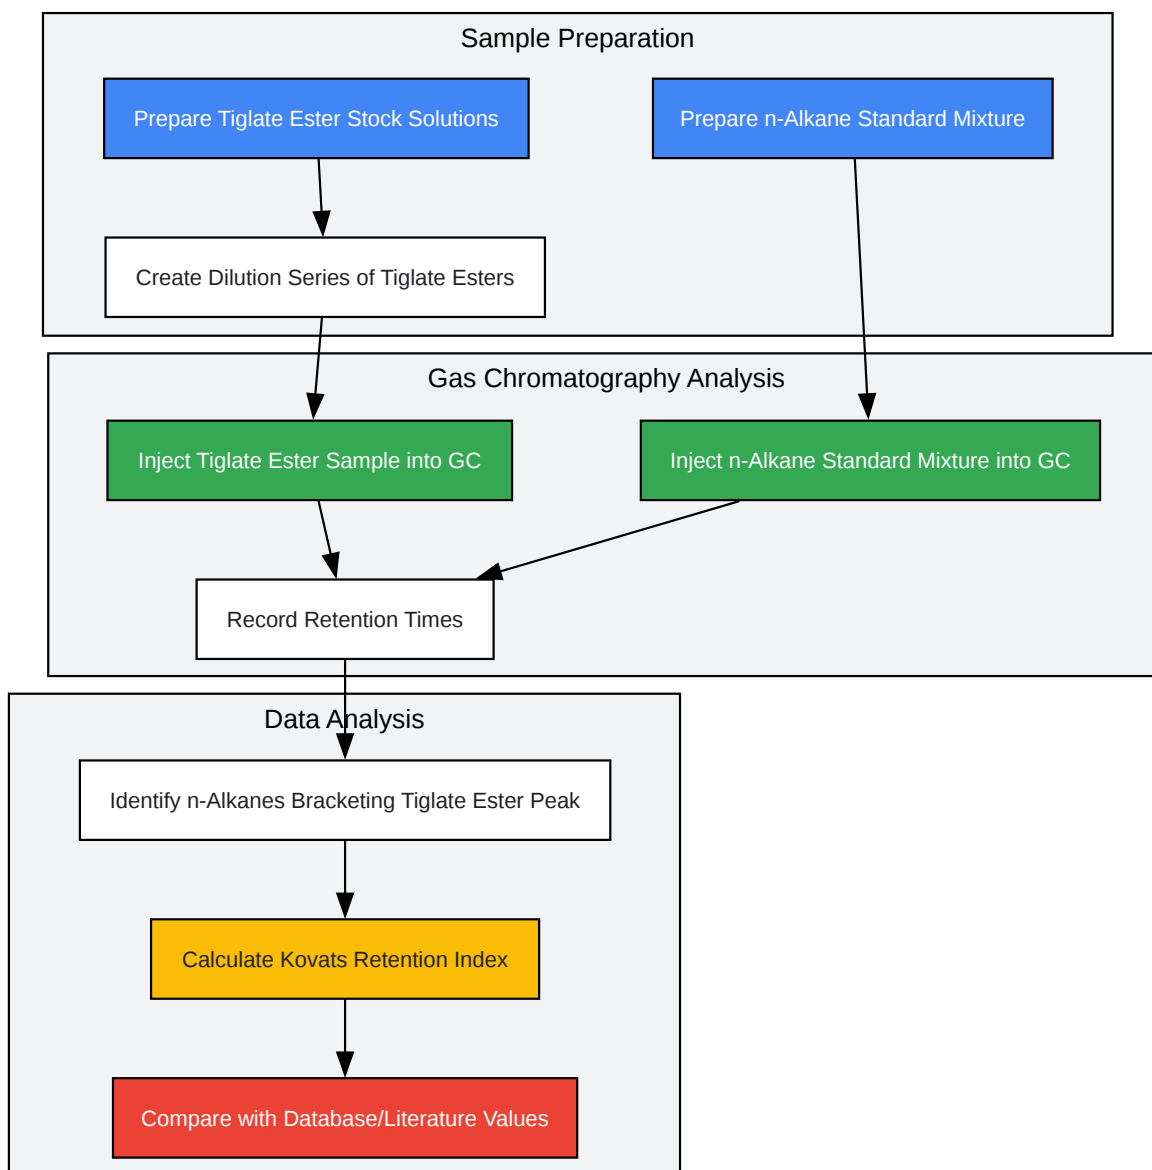 Sample Preparation
Prepare Tiglate Ester Stock Solutions
Prepare n-Alkane Standard Mixture
Create Dilution Series of Tiglate Esters
Gas Chromatography Analysis
Inject Tiglate Ester Sample into GC
Inject n-Alkane Standard Mixture into GC
Record Retention Times
Data Analysis
Identify n-Alkanes Bracketing Tiglate Ester Peak
Calculate Kovats Retention Index
Compare with Database/Literature Values